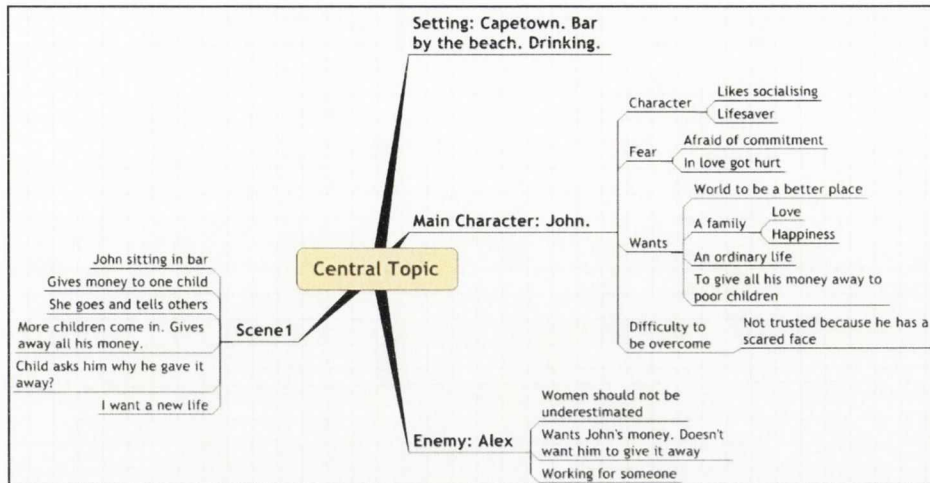 Setting: Capetown. Bar
by the beach. Drinking.
Main Character: John.
Character
Likes socialising
Lifesaver
Fear
Afraid of commitment
In love got hurt
Wants
World to be a better place
A family
Love
Happiness
An ordinary life
To give all his money away to
poor children
Difficulty to
be overcome
Not trusted because he has a
scared face
Central Topic
Scene1
John sitting in bar
Gives money to one child
She goes and tells others
More children come in. Gives
away all his money.
Child asks him why he gave it
away?
I want a new life
Enemy: Alex
Women should not be
underestimated
Wants John's money. Doesn't
want him to give it away
Working for someone